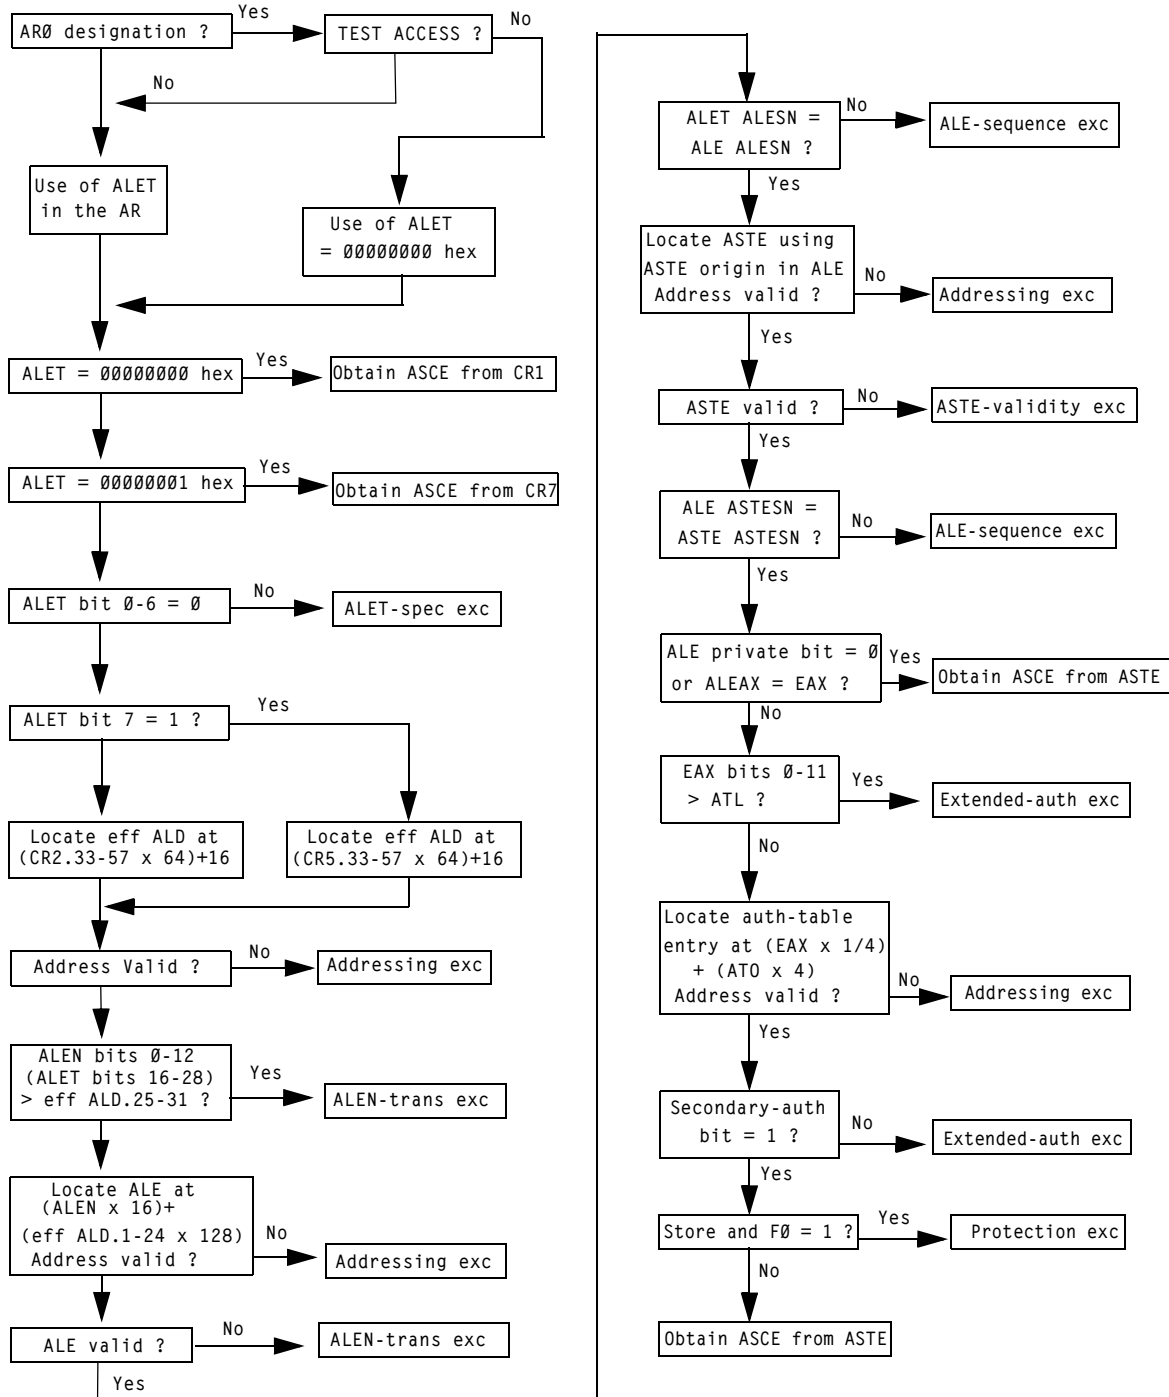 ARØ designation ?
Yes
TEST ACCESS ?
No
No
Use of ALET
in the AR
Use of ALET
= ØØØØØØØØ hex
ALET = ØØØØØØØØ hex
Yes
Obtain ASCE from CR1
ALET = ØØØØØØØ1 hex
Yes
Obtain ASCE from CR7
ALET bit Ø-6 = Ø
No
ALET-spec exc
ALET bit 7 = 1 ?
Yes
Locate eff ALD at
(CR2.33-57 x 64)+16
Locate eff ALD at
(CR5.33-57 x 64)+16
Address Valid ?
No
Addressing exc
ALEN bits Ø-12
(ALET bits 16-28)
> eff ALD.25-31 ?
Yes
ALEN-trans exc
Locate ALE at
(ALEN x 16)+
(eff ALD.1-24 x 128)
Address valid ?
No
Addressing exc
ALE valid ?
No
ALEN-trans exc
Yes
ALET ALESN =
ALE ALESN ?
No
ALE-sequence exc
Yes
Locate ASTE using
ASTE origin in ALE
Address valid ?
No
Addressing exc
Yes
ASTE valid ?
No
ASTE-validity exc
Yes
ALE ASTESN =
ASTE ASTESN ?
No
ALE-sequence exc
Yes
ALE private bit = Ø
or ALEAX = EAX ?
Yes
Obtain ASCE from ASTE
No
EAX bits Ø-11
> ATL ?
Yes
Extended-auth exc
No
Locate auth-table
entry at (EAX x 1/4)
+ (ATO x 4)
Address valid ?
No
Addressing exc
Yes
Secondary-auth
bit = 1 ?
No
Extended-auth exc
Yes
Store and FØ = 1 ?
Yes
Protection exc
No
Obtain ASCE from ASTE